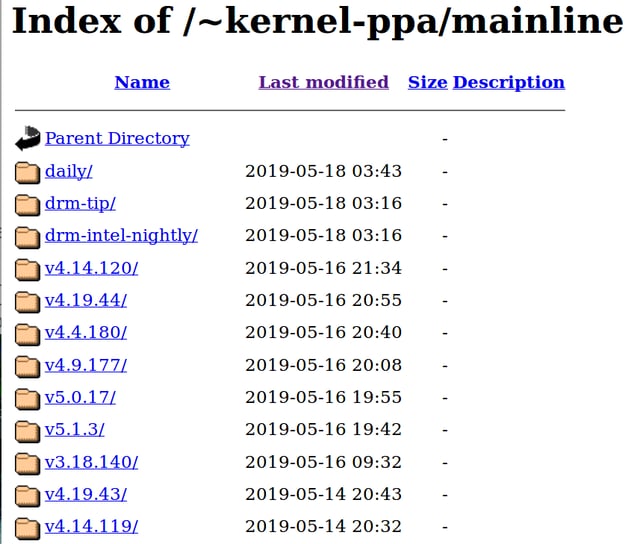 Index of /~kernel-ppa/mainline
Name Last modified Size Description
Parent Directory -
daily/ 2019-05-18 03:43 -
drm-tip/ 2019-05-18 03:16 -
drm-intel-nightly/ 2019-05-18 03:16 -
v4.14.120/ 2019-05-16 21:34 -
v4.19.44/ 2019-05-16 20:55 -
v4.4.180/ 2019-05-16 20:40 -
v4.9.177/ 2019-05-16 20:08 -
v5.0.17/ 2019-05-16 19:55 -
v5.1.3/ 2019-05-16 19:42 -
v3.18.140/ 2019-05-16 09:32 -
v4.19.43/ 2019-05-14 20:43 -
v4.14.119/ 2019-05-14 20:32 -